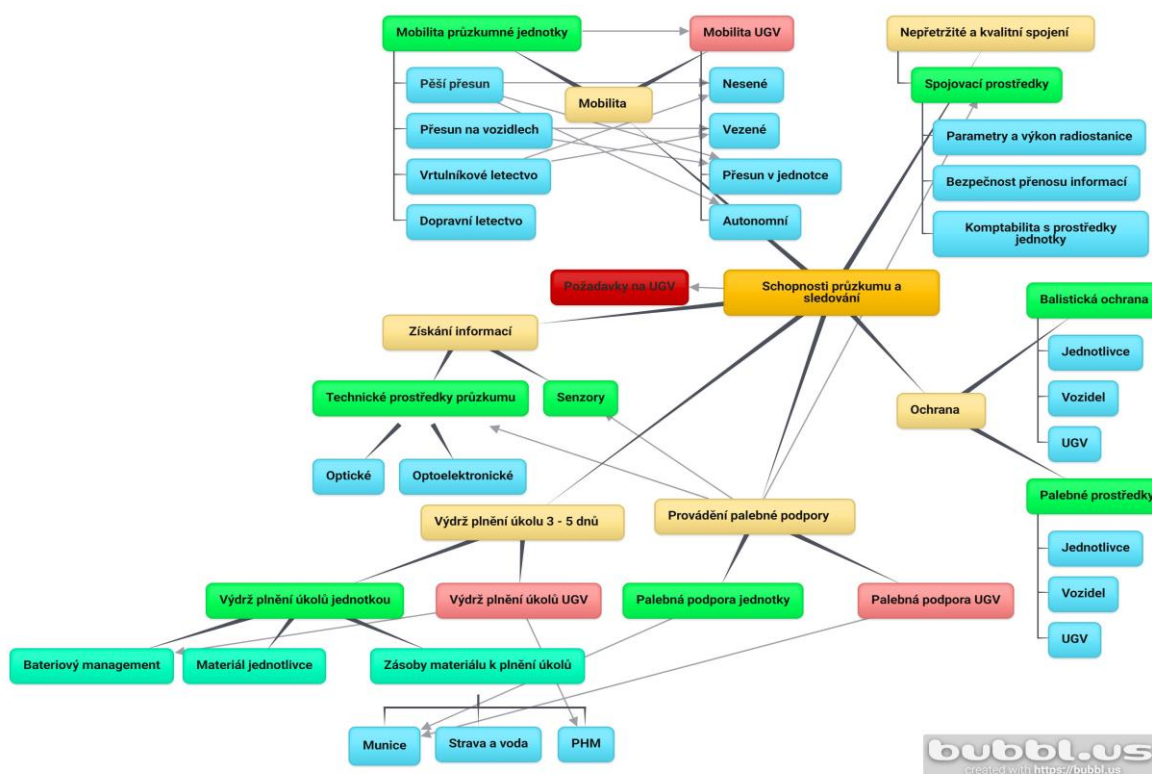 Mobilita průzkumné jednotky
Mobilita UGV
Nepřetržité a kvalitní spojení
Pěší přesun
Přesun na vozidlech
Vrtulníkové letectvo
Dopravní letectvo
Mobilita
Nesené
Vezené
Přesun v jednotce
Autonomní
Spojovací prostředky
Parametry a výkon radiostanice
Bezpečnost přenosu informací
Komptabilita s prostředky
jednotky
Požadavky na UGV
Schopnosti průzkumu a
sledování
Získání informací
Technické prostředky průzkumu
Senzory
Optické
Optoelektronické
Balistická ochrana
Jednotlivce
Vozidel
UGV
Ochrana
Palebné prostředky
Jednotlivce
Vozidel
UGV
Výdrž plnění úkolu 3 - 5 dnů
Provádění palebné podpory
Výdrž plnění úkolů jednotkou
Výdrž plnění úkolů UGV
Palebná podpora jednotky
Palebná podpora UGV
Bateriový management
Materiál jednotlivce
Zásoby materiálu k plnění úkolů
Munice
Strava a voda
PHM
bubbl.us
created with https://bubbl.us